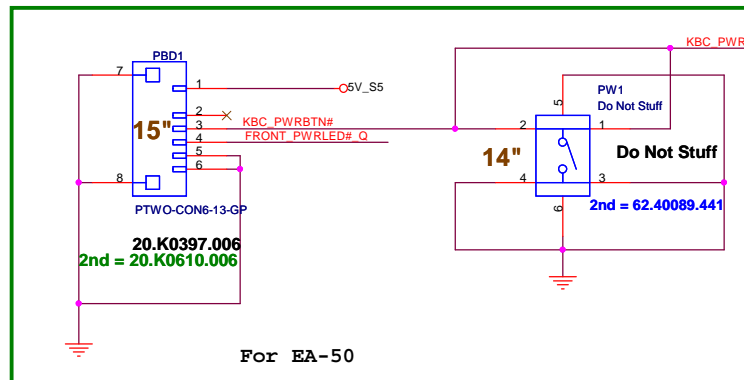 KBC_PWR
PBD1
7
1
5V_S5
PW1
Do Not Stuff
5
2
15"
3
KBC_PWRBTN#
2
1
4
FRONT_PWRLED#_Q
14"
Do Not Stuff
5
6
8
4
3
PTWO-CON6-13-GP
2nd = 62.40089.441
6
20.K0397.006
2nd = 20.K0610.006
For EA-50